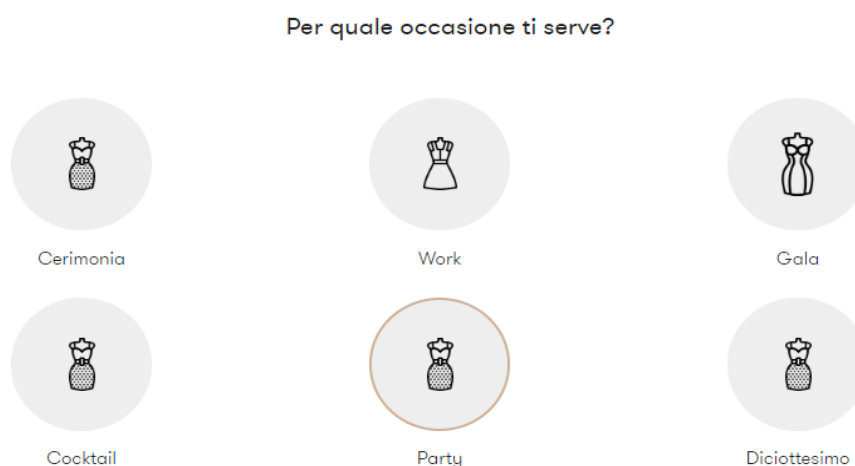 Per quale occasione ti serve?
Cerimonia
Work
Gala
Cocktail
Party
Diciottesimo